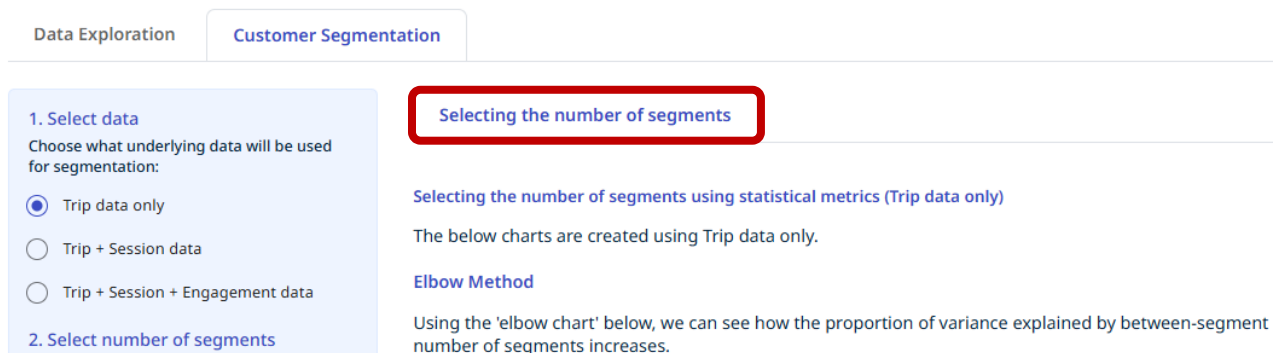 Data Exploration
Customer Segmentation
1. Select data
Choose what underlying data will be used
for segmentation:
Trip data only
Trip + Session data
Trip + Session + Engagement data
2. Select number of segments
Selecting the number of segments
Selecting the number of segments using statistical metrics (Trip data only)
The below charts are created using Trip data only.
Elbow Method
Using the 'elbow chart' below, we can see how the proportion of variance explained by between-segment
number of segments increases.